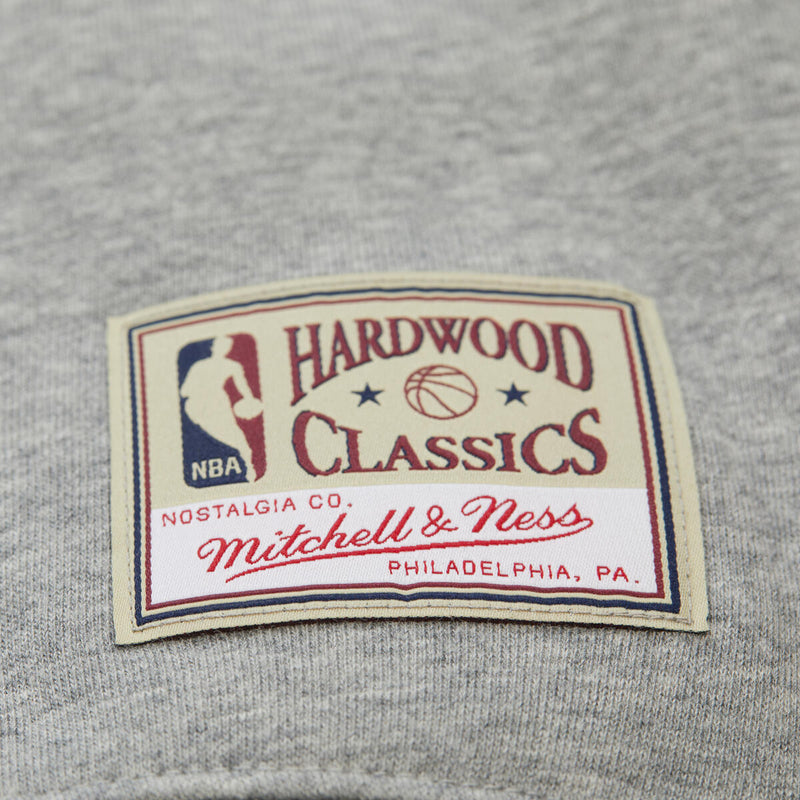 HARDWOOD
CLASSICS
NBA
NOSTALGIA CO.
Mitchell & Ness
PHILADELPHIA, PA.